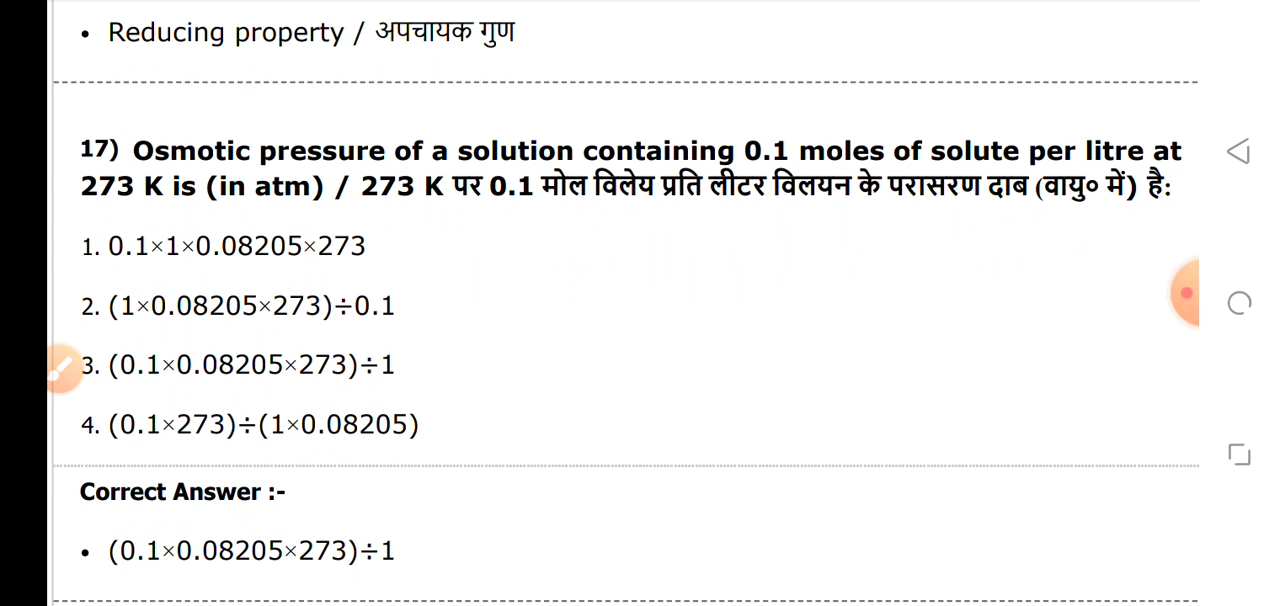 • Reducing property / अपचायक गुण
17) Osmotic pressure of a solution containing 0.1 moles of solute per litre at
273 K is (in atm) / 273 K पर 0.1 मोल विलेय प्रति लीटर विलयन के परासरण दाब (वायु॰ में) है:
1. 0.1×1×0.08205×273
2. (1×0.08205×273)÷0.1
3. (0.1×0.08205×273)÷1
4. (0.1×273)÷(1×0.08205)
Correct Answer :-
• (0.1×0.08205×273)÷1